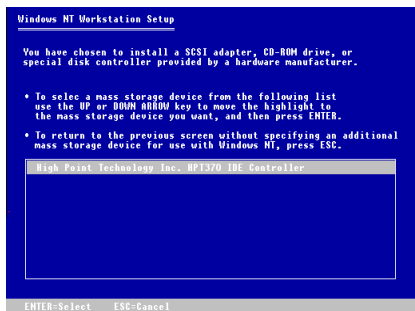 Windows NT Workstation Setup
You have chosen to install a SCSI adapter, CD-ROM drive, or
special disk controller provided by a hardware manufacturer.
• To selec a mass storage device from the following list
use the UP or DOWN ARROW key to move the highlight to
the mass storage device you want, and then press ENTER.
• To return to the previous screen without specifying an additional
mass storage device for use with Windows NT, press ESC.
High Point Technology Inc. HPT370 IDE Controller
ENTER=Select ESC=Cancel